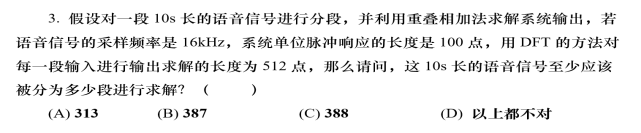 3. 假设对一段 10s 长的语音信号进行分段，并利用重叠相加法求解系统输出，若
语音信号的采样频率是 16kHz，系统单位脉冲响应的长度是 100 点，用 DFT 的方法对
每一段输入进行输出求解的长度为 512 点，那么请问，这 10s 长的语音信号至少应该
被分为多少段进行求解？（ ）
(A) 313 (B) 387 (C) 388 (D) 以上都不对